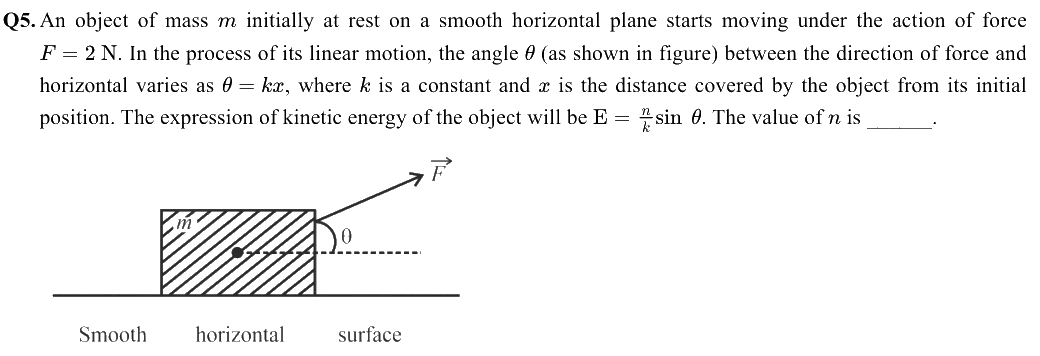 Q5. An object of mass m initially at rest on a smooth horizontal plane starts moving under the action of force
F = 2 N. In the process of its linear motion, the angle θ (as shown in figure) between the direction of force and
horizontal varies as θ = kx, where k is a constant and x is the distance covered by the object from its initial
position. The expression of kinetic energy of the object will be E = n/k sin θ. The value of n is ______.
F⃗
m
θ
Smooth horizontal surface